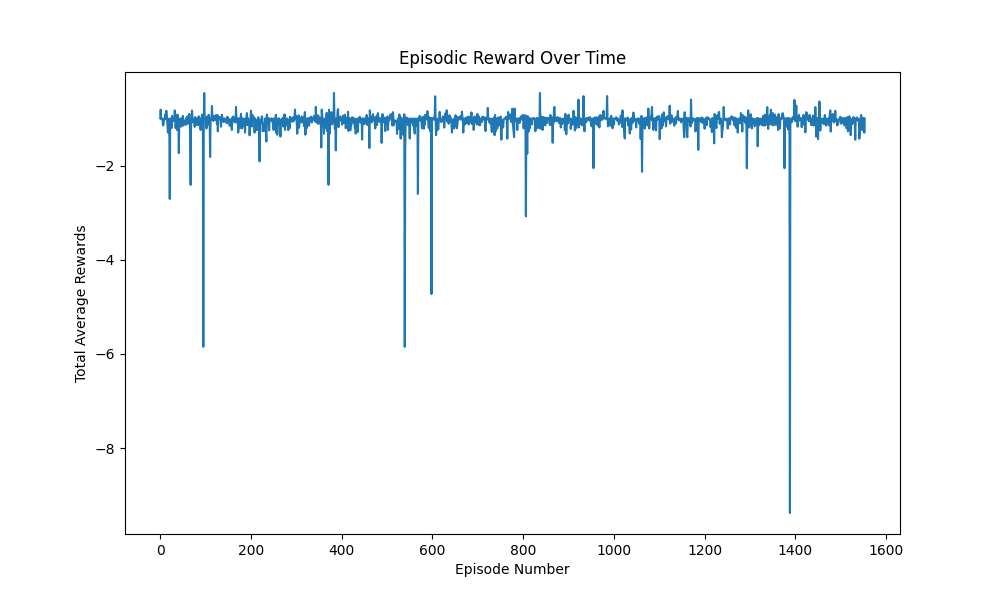 Episodic Reward Over Time
Total Average Rewards
−2
−4
−6
−8
0 200 400 600 800 1000 1200 1400 1600
Episode Number